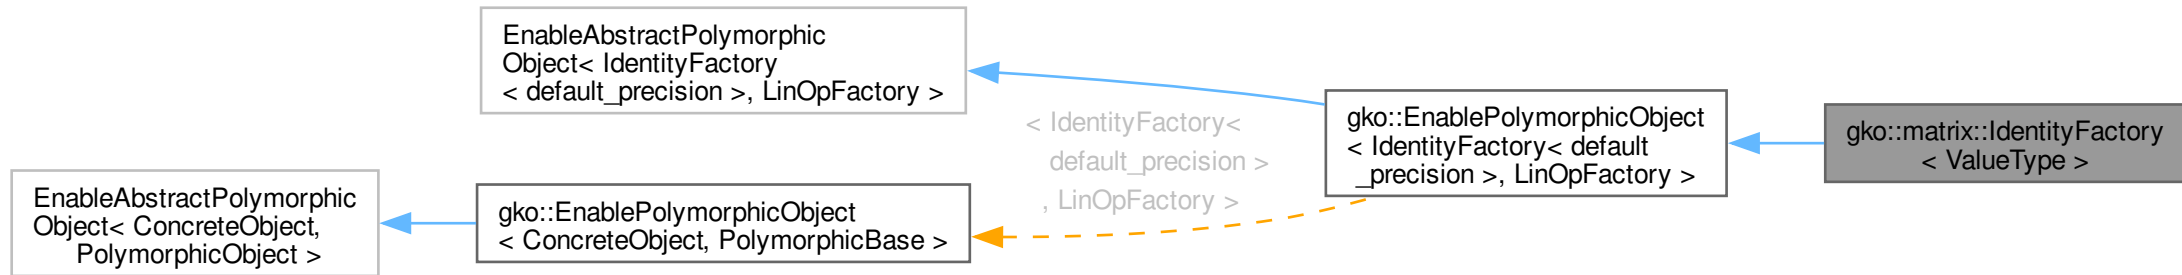 EnableAbstractPolymorphic
Object< IdentityFactory
< default_precision >, LinOpFactory >
EnableAbstractPolymorphic
Object< ConcreteObject,
PolymorphicObject >
gko::EnablePolymorphicObject
< ConcreteObject, PolymorphicBase >
< IdentityFactory<
default_precision >
, LinOpFactory >
gko::EnablePolymorphicObject
< IdentityFactory< default
_precision >, LinOpFactory >
gko::matrix::IdentityFactory
< ValueType >